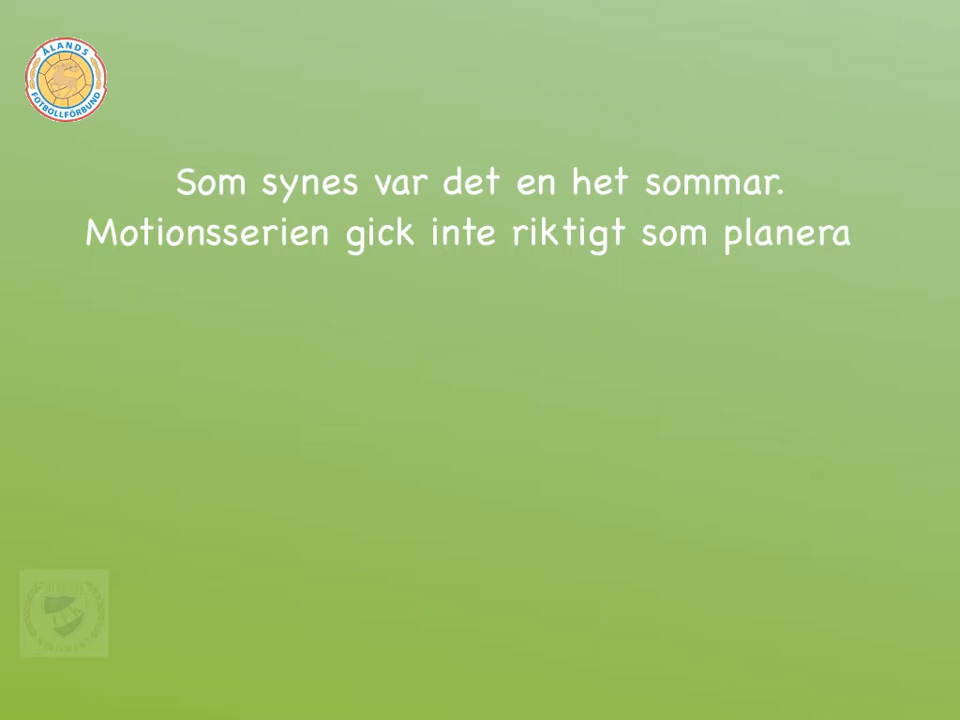 ÅLANDS
FOTBOLLFÖRBUND
Som synes var det en het sommar.
Motionsserien gick inte riktigt som planera